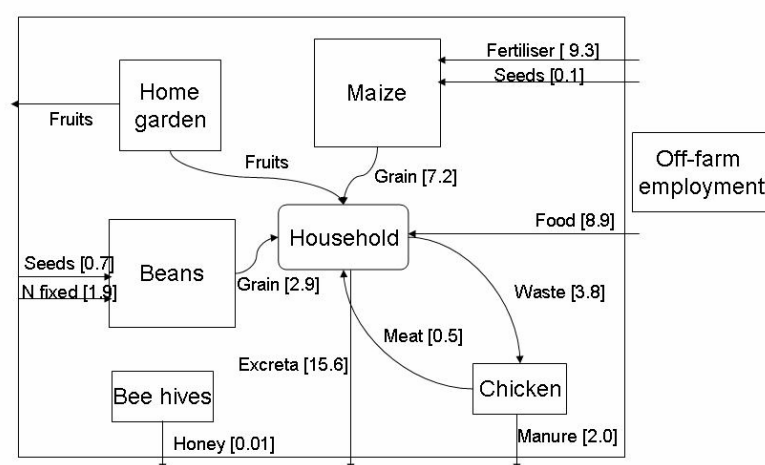 Fertiliser [ 9.3]
Seeds [0.1]
Home
garden
Maize
Fruits
Fruits
Grain [7.2]
Off-farm
employment
Household
Food [8.9]
Seeds [0.7]
N fixed [1.9]
Beans
Grain [2.9]
Waste [3.8]
Meat [0.5]
Excreta [15.6]
Bee hives
Chicken
Honey [0.01]
Manure [2.0]